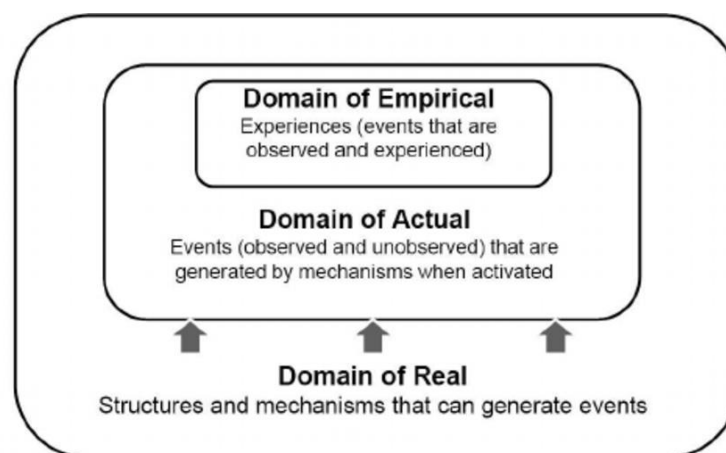 Domain of Empirical
Experiences (events that are
observed and experienced)
Domain of Actual
Events (observed and unobserved) that are
generated by mechanisms when activated
Domain of Real
Structures and mechanisms that can generate events